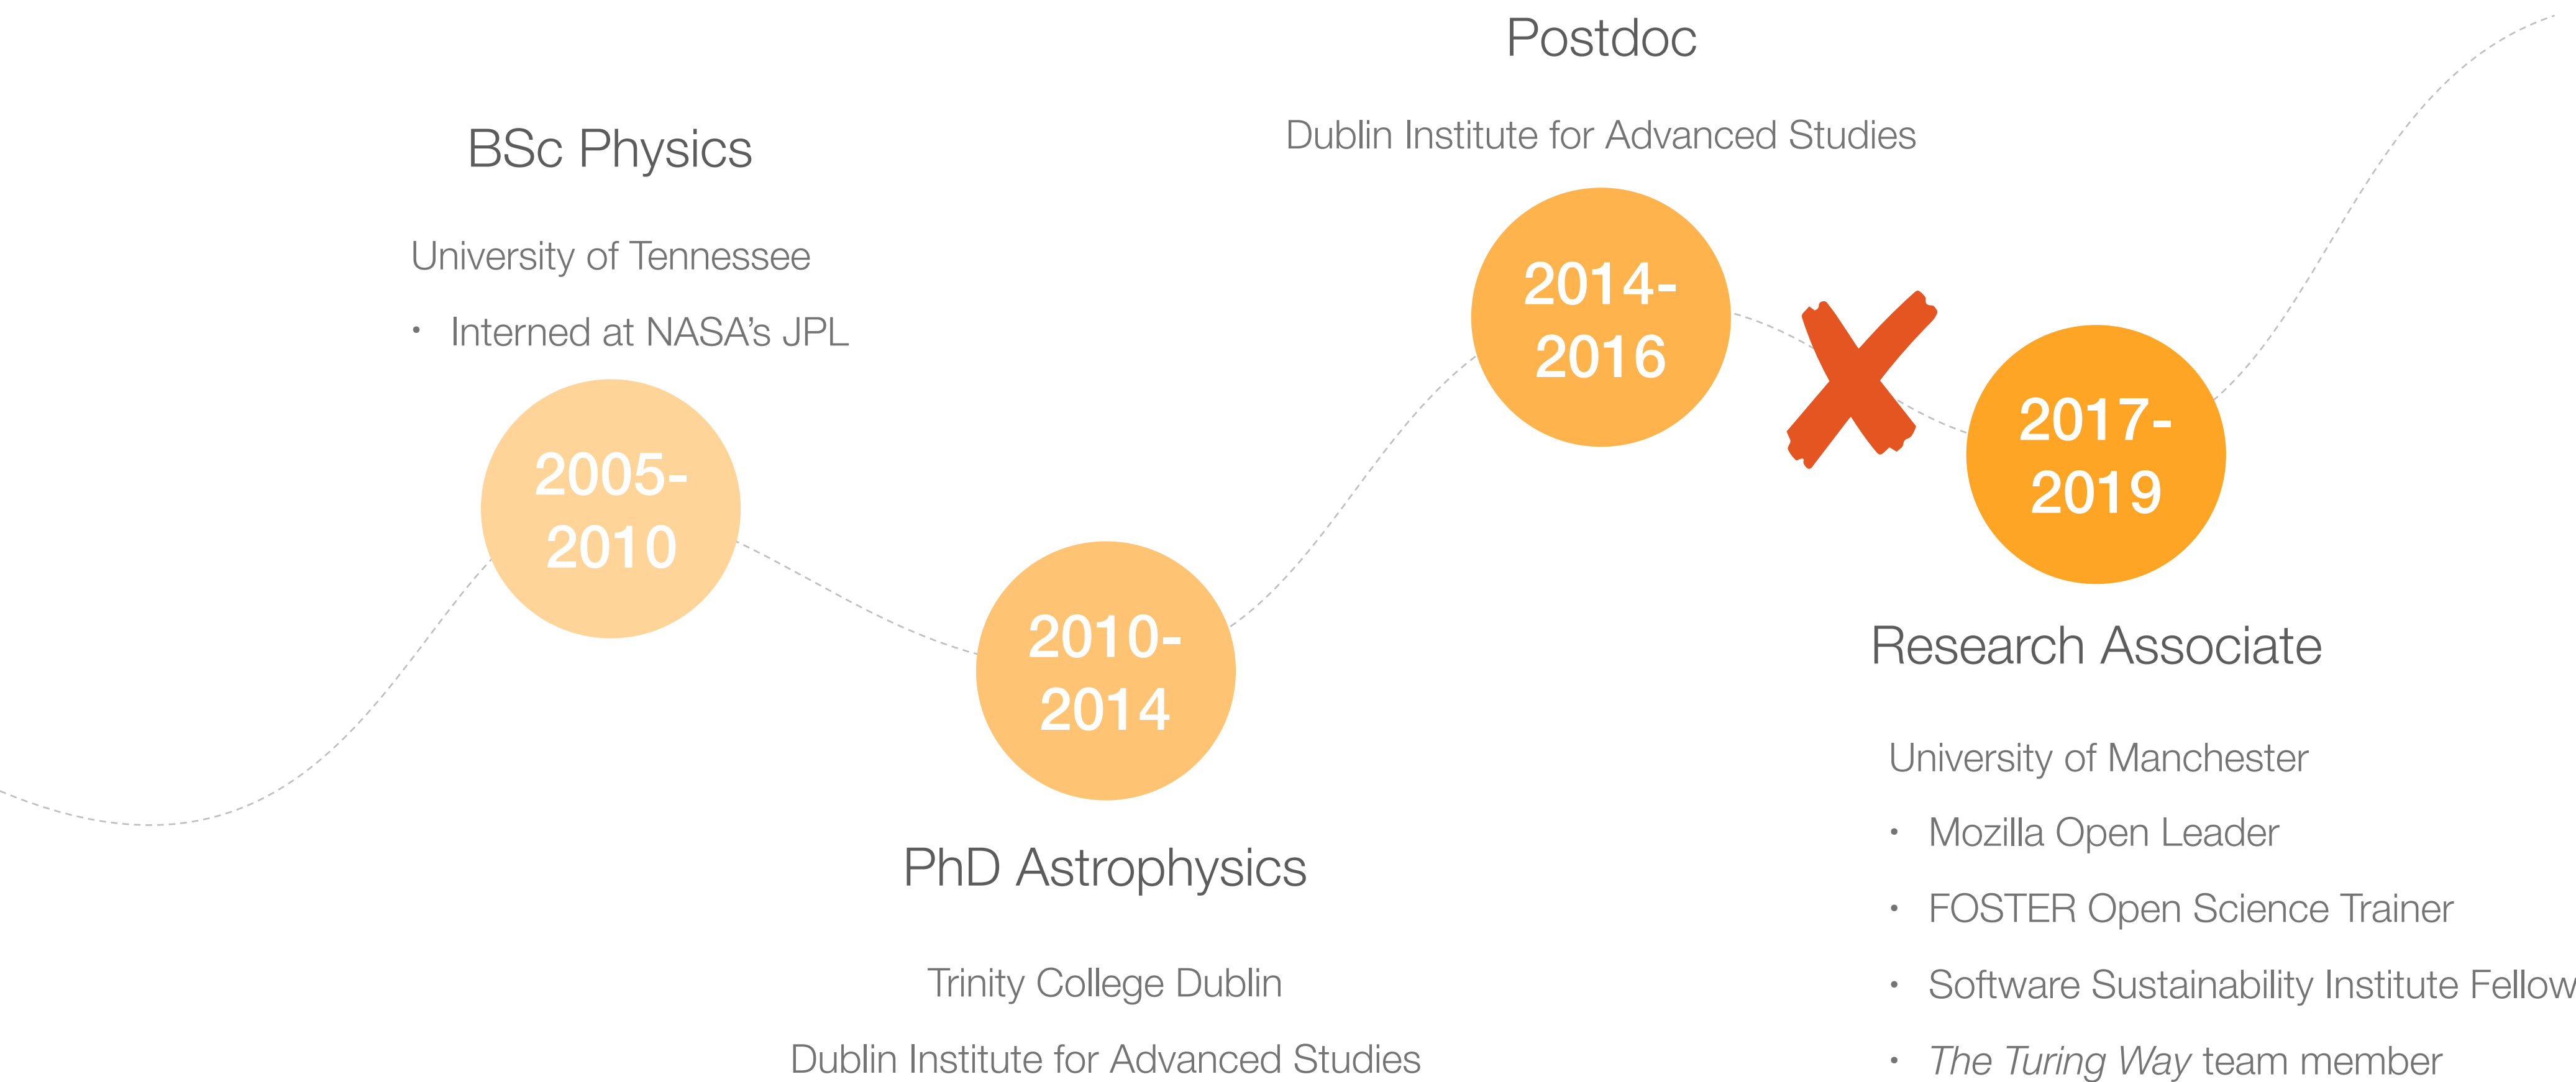 BSc Physics
University of Tennessee
• Interned at NASA’s JPL
2005-
2010
2010-
2014
PhD Astrophysics
Trinity College Dublin
Dublin Institute for Advanced Studies
Postdoc
Dublin Institute for Advanced Studies
2014-
2016
2017-
2019
Research Associate
University of Manchester
• Mozilla Open Leader
• FOSTER Open Science Trainer
• Software Sustainability Institute Fellow
• The Turing Way team member